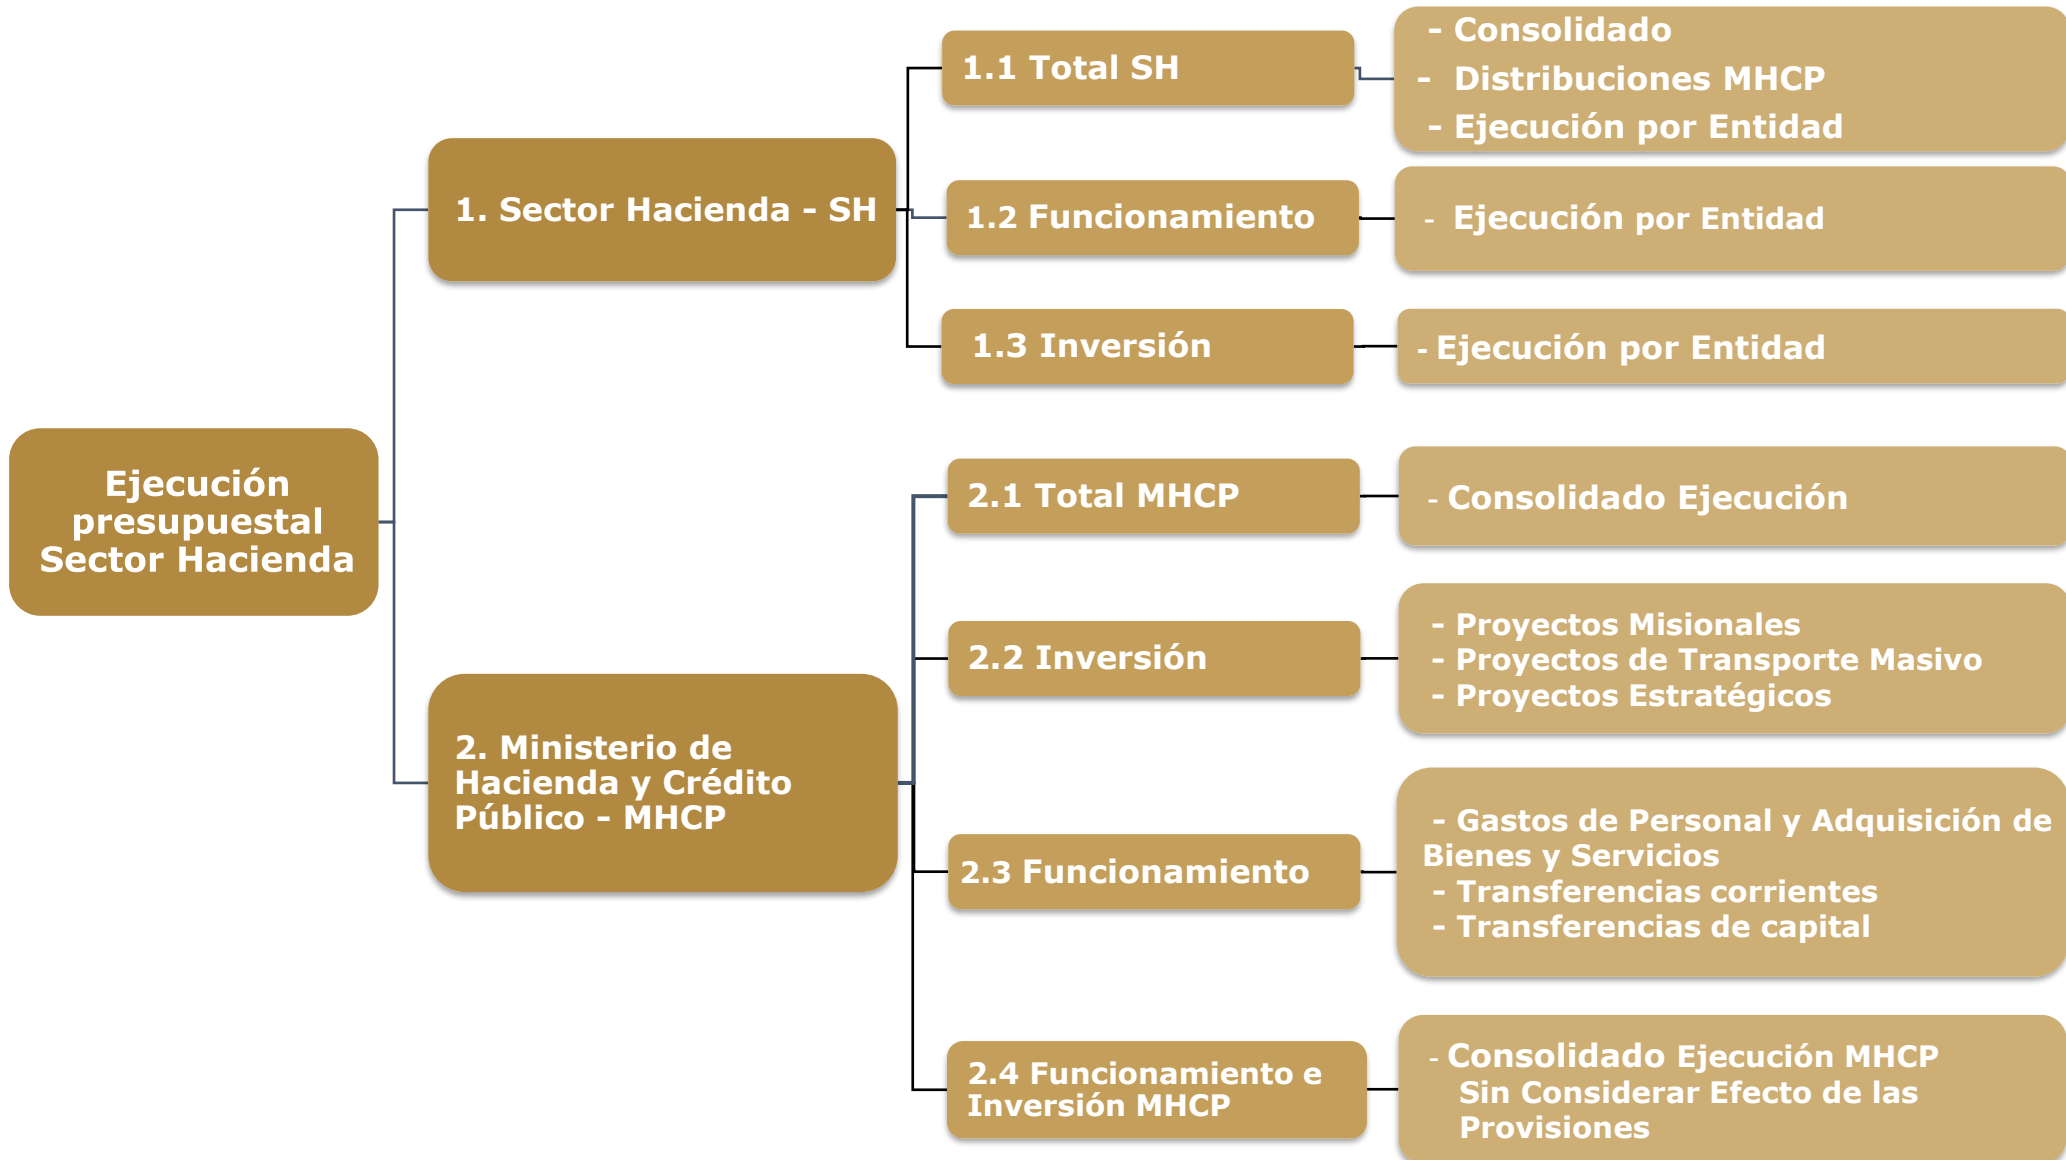 Ejecución
presupuestal
Sector Hacienda
1. Sector Hacienda – SH
1.1 Total SH
- Consolidado
- Distribuciones MHCP
- Ejecución por Entidad
1.2 Funcionamiento
- Ejecución por Entidad
1.3 Inversión
- Ejecución por Entidad
2. Ministerio de
Hacienda y Crédito
Público – MHCP
2.1 Total MHCP
- Consolidado Ejecución
2.2 Inversión
- Proyectos Misionales
- Proyectos de Transporte Masivo
- Proyectos Estratégicos
2.3 Funcionamiento
- Gastos de Personal y Adquisición de
Bienes y Servicios
- Transferencias corrientes
- Transferencias de capital
2.4 Funcionamiento e
Inversión MHCP
- Consolidado Ejecución MHCP
Sin Considerar Efecto de las
Provisiones